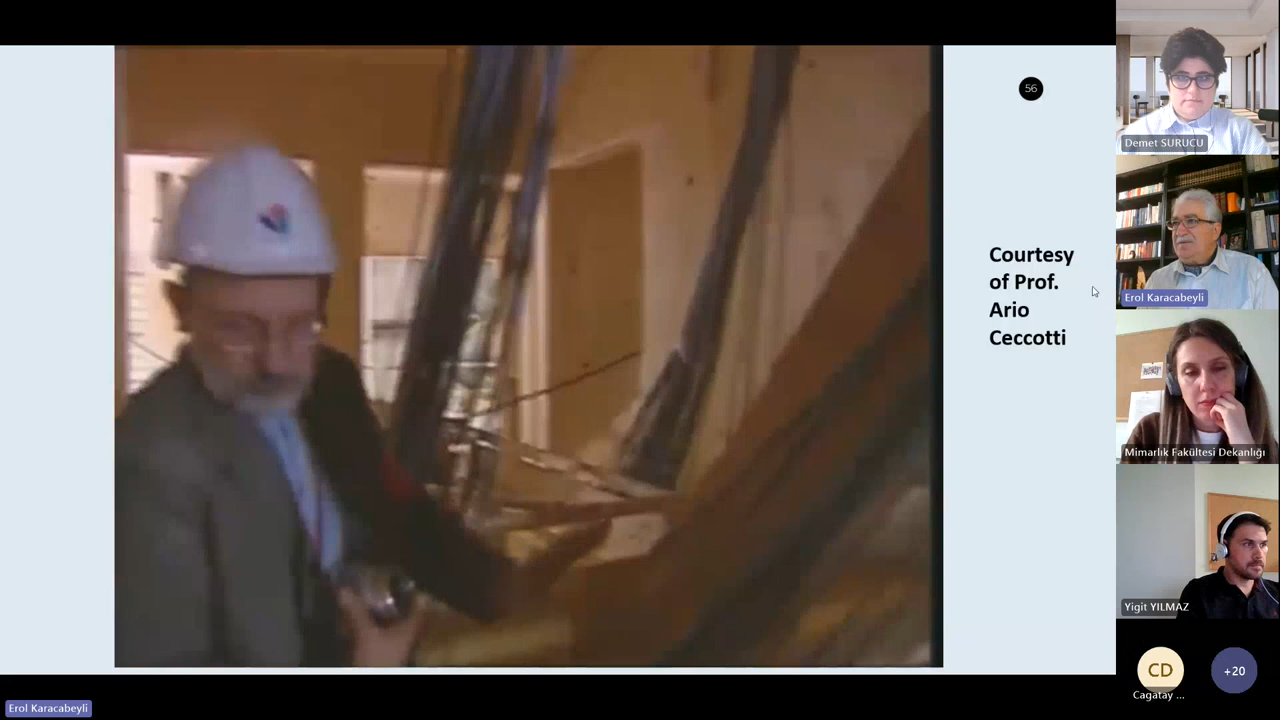 56
Courtesy
of Prof.
Ario
Ceccotti
Demet SURUCU
Erol Karacabeyli
Mimarlık Fakültesi Dekanlığı
Yigit YILMAZ
CD
Cagatay ...
+20
Erol Karacabeyli